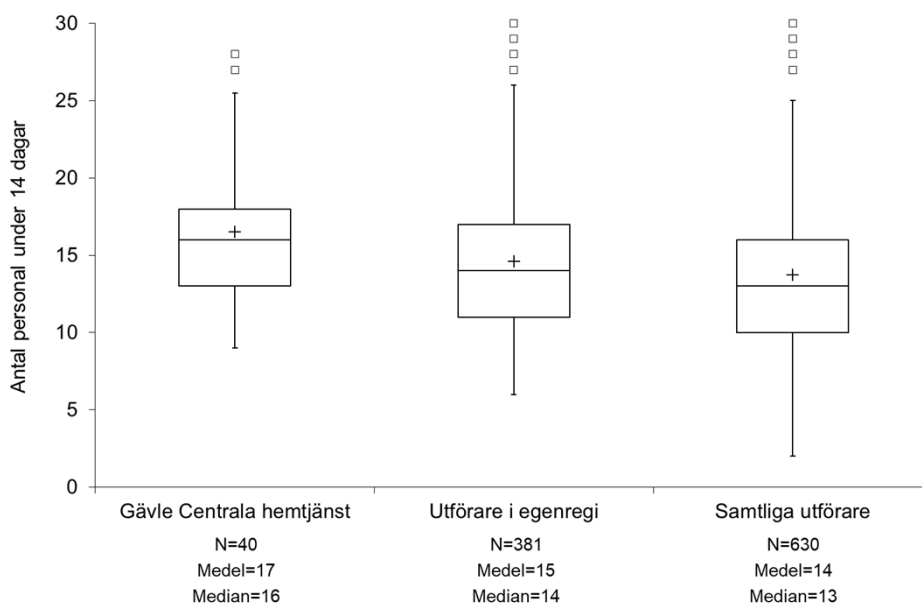 Antal personal under 14 dagar
30
25
20
15
10
5
0
Gävle Centrala hemtjänst
N=40
Medel=17
Median=16
Utförare i egenregi
N=381
Medel=15
Median=14
Samtliga utförare
N=630
Medel=14
Median=13